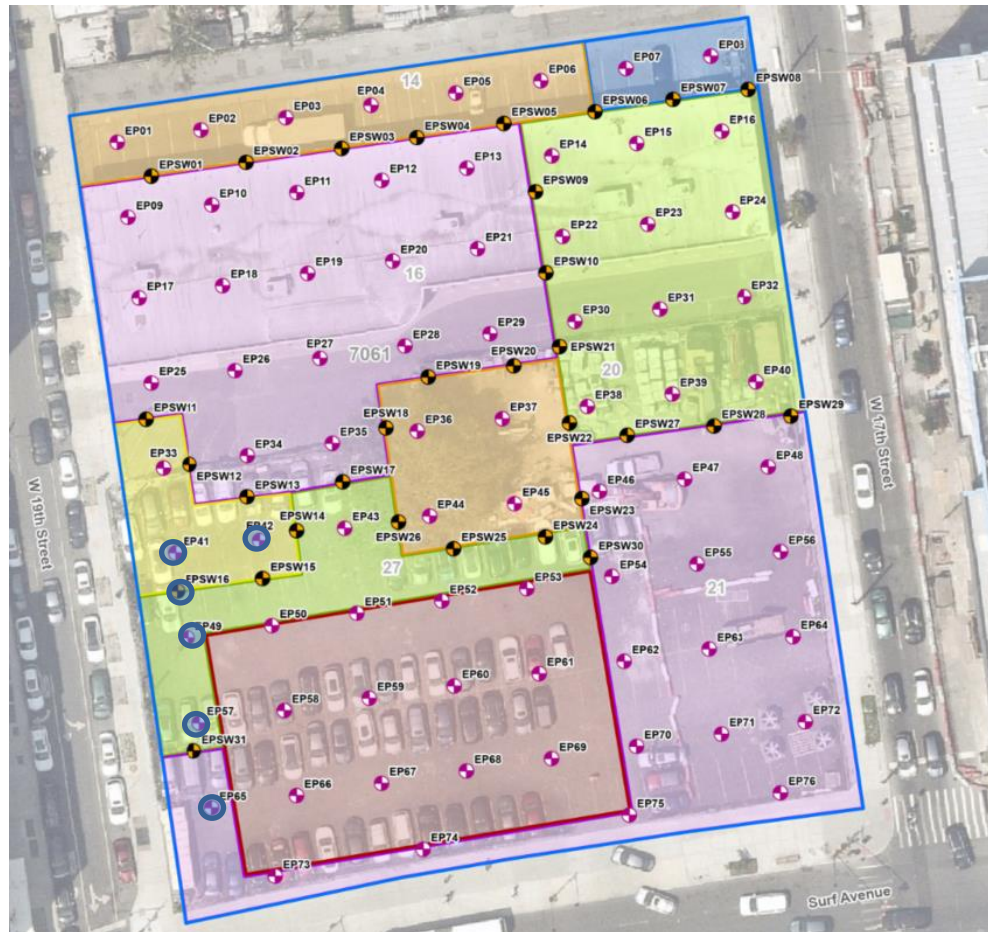 EP08
EP07
14
EP06
EPSW08
EP05
EPSW07
EP04
EPSW06
EP03
EPSW05
EP16
EP02
EPSW04
EP15
EP01
EPSW03
EP14
EPSW02
EP13
EPSW01
EP12
EPSW09
EP11
EP24
EP10
EP23
EP09
EP22
EP21
EP20
EPSW10
16
EP19
EP32
EP18
EP31
EP17
EP30
EP29
EPSW21
EP28
7061
EP27
EPSW20
20
EP26
EPSW19
EP40
EP25
EP39
EP38
EPSW29
EPSW11
EPSW18
EP37
EPSW28
W 17th Street
EP36
EPSW27
EPSW22
EP35
EP34
EP33
EP48
EPSW12
EPSW17
EP47
EPSW13
EP46
W 19th Street
EP45
EPSW23
EP44
EPSW14
EP43
EPSW26
EP42
EPSW24
EP41
EPSW25
EP56
EPSW30
EP55
27
EPSW15
EP54
EPSW16
EP53
21
EP52
EP51
EP50
EP49
EP64
EP63
EP62
EP61
EP60
EP59
EP58
EP57
EP72
EP71
EPSW31
EP70
EP69
EP68
EP67
EP66
EP65
EP76
EP75
EP74
EP73
Surf Avenue